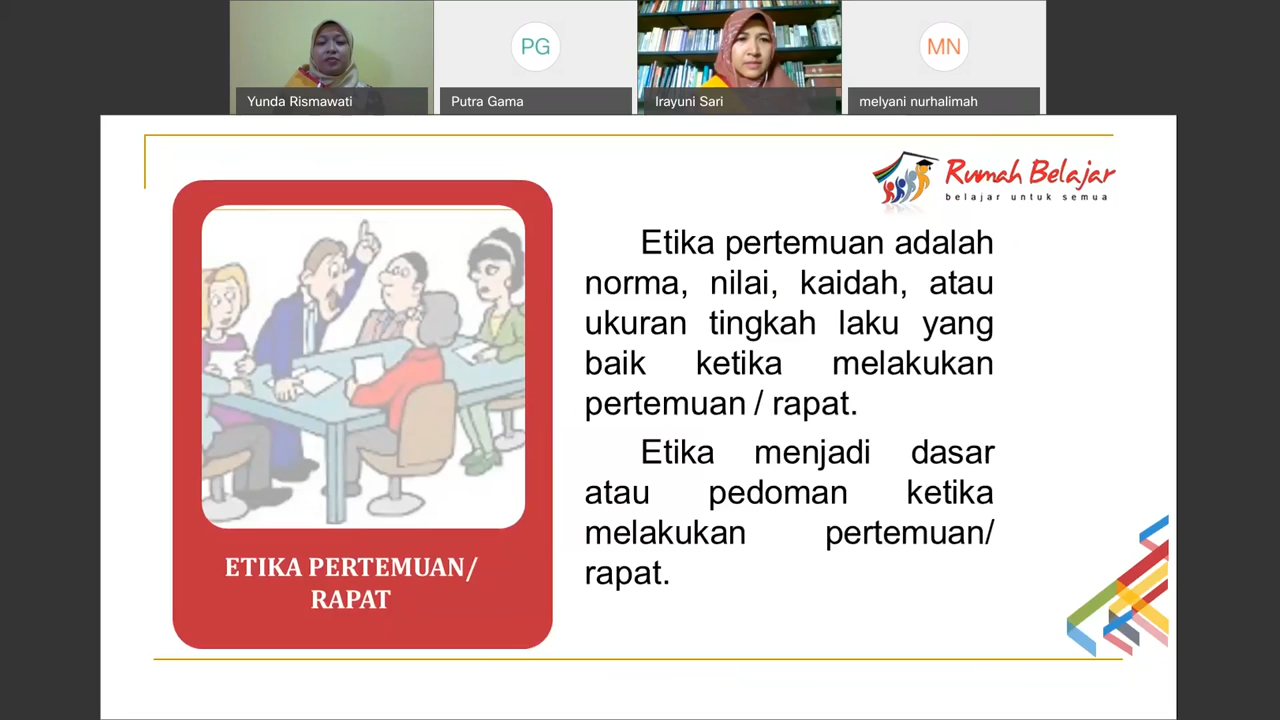 PG
MN
Yunda Rismawati
Putra Gama
Irayuni Sari
melyani nurhalimah
Rumah Belajar
belajar untuk semua
Etika pertemuan adalah
norma, nilai, kaidah, atau
ukuran tingkah laku yang
baik ketika melakukan
pertemuan / rapat.
Etika menjadi dasar
atau pedoman ketika
melakukan pertemuan/
rapat.
ETIKA PERTEMUAN/
RAPAT